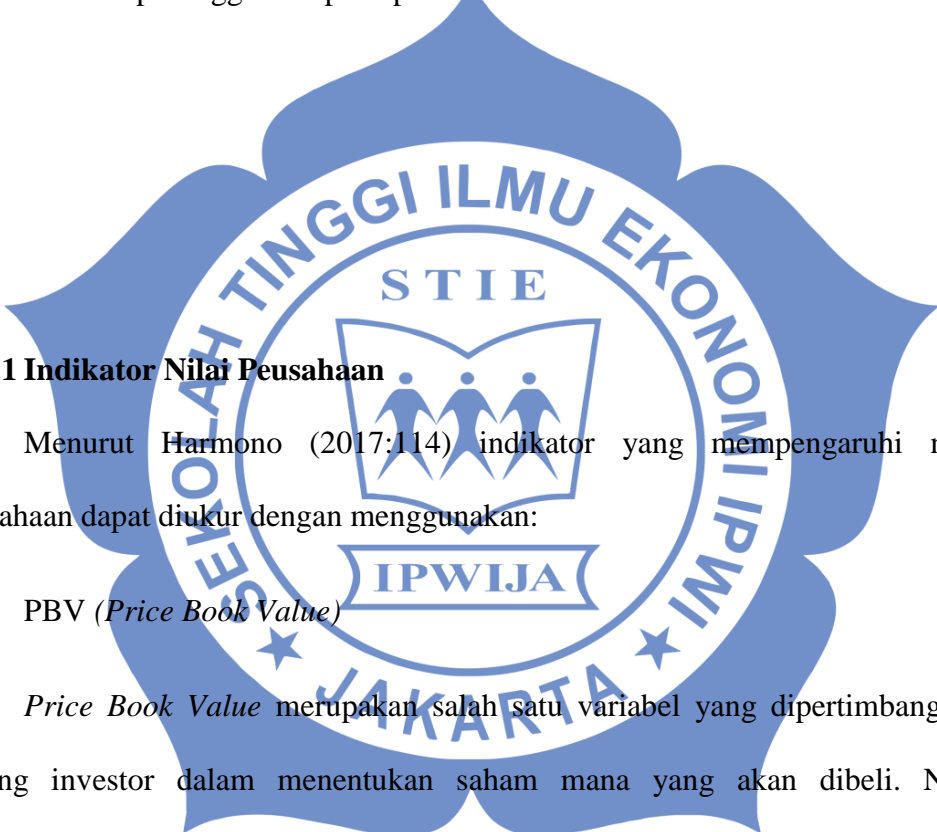 .1 Indikator Nilai Peusahaan
Menurut Harmono (2017:114) indikator yang mempengaruhi
ahaan dapat diukur dengan menggunakan:
PBV (Price Book Value)
Price Book Value merupakan salah satu variabel yang dipertimbang
ng investor dalam menentukan saham mana yang akan dibeli. N
SEKOLAH TINGGI ILMU EKONOMI IPWI
JAKARTA
STIE
IPWIJA